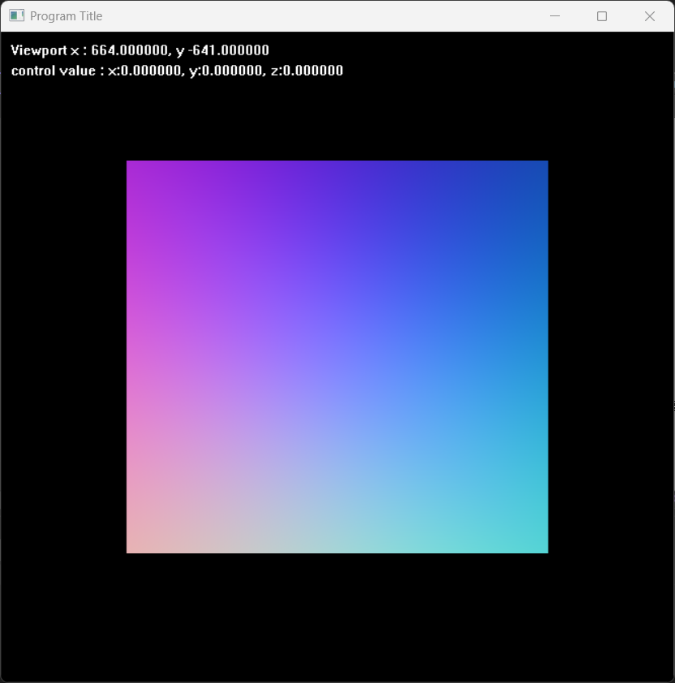 Program Title
Viewport x : 664.000000, y -641.000000
control value : x:0.000000, y:0.000000, z:0.000000